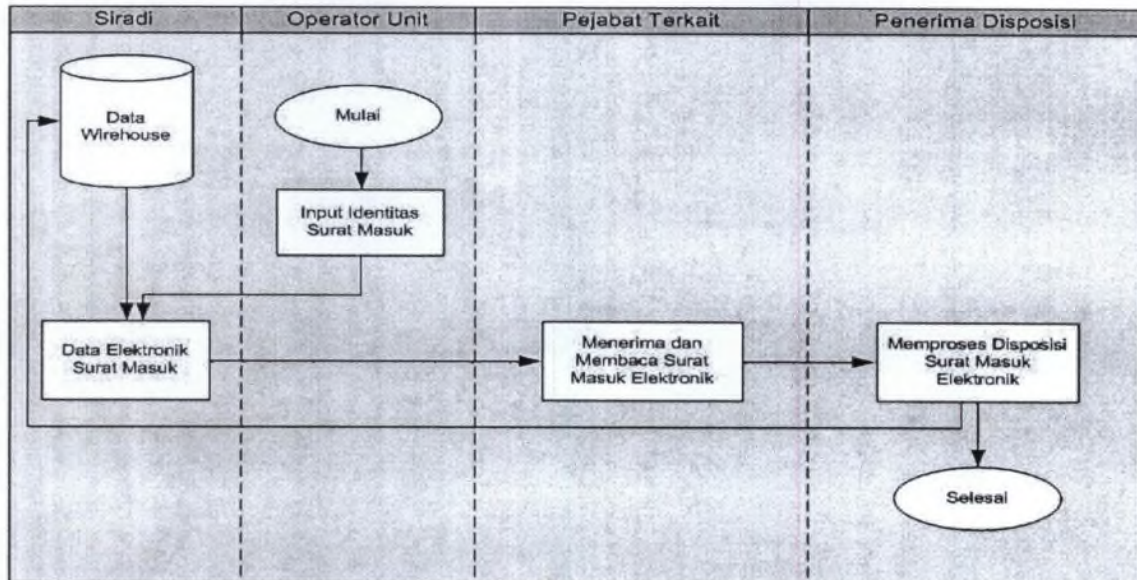 Siradi
Operator Unit
Pejabat Terkait
Penerima Disposisi
Data
Wirehouse
Mulai
Input Identitas
Surat Masuk
Data Elektronik
Surat Masuk
Menerima dan
Membaca Surat
Masuk Elektronik
Memproses Disposisi
Surat Masuk
Elektronik
Selesai